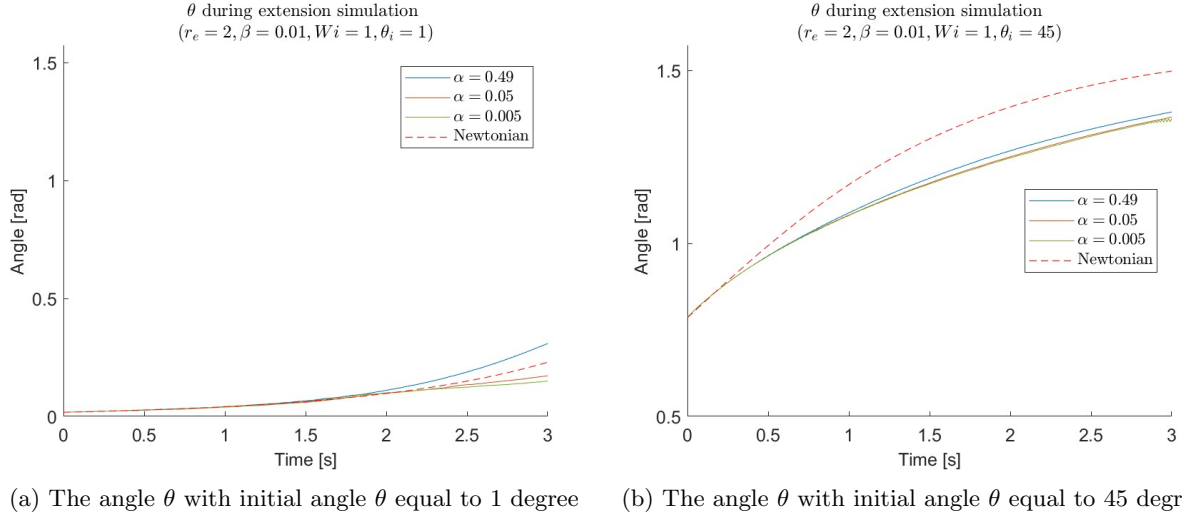 θ during extension simulation
(r_e = 2, β = 0.01, Wi = 1, θ_i = 1)
1.5
1
0.5
0
Angle [rad]
α = 0.49
α = 0.05
α = 0.005
Newtonian
0 0.5 1 1.5 2 2.5 3
Time [s]
(a) The angle θ with initial angle θ equal to 1 degree
θ during extension simulation
(r_e = 2, β = 0.01, Wi = 1, θ_i = 45)
1.5
1
0.5
Angle [rad]
α = 0.49
α = 0.05
α = 0.005
Newtonian
0 0.5 1 1.5 2 2.5 3
Time [s]
(b) The angle θ with initial angle θ equal to 45 degr